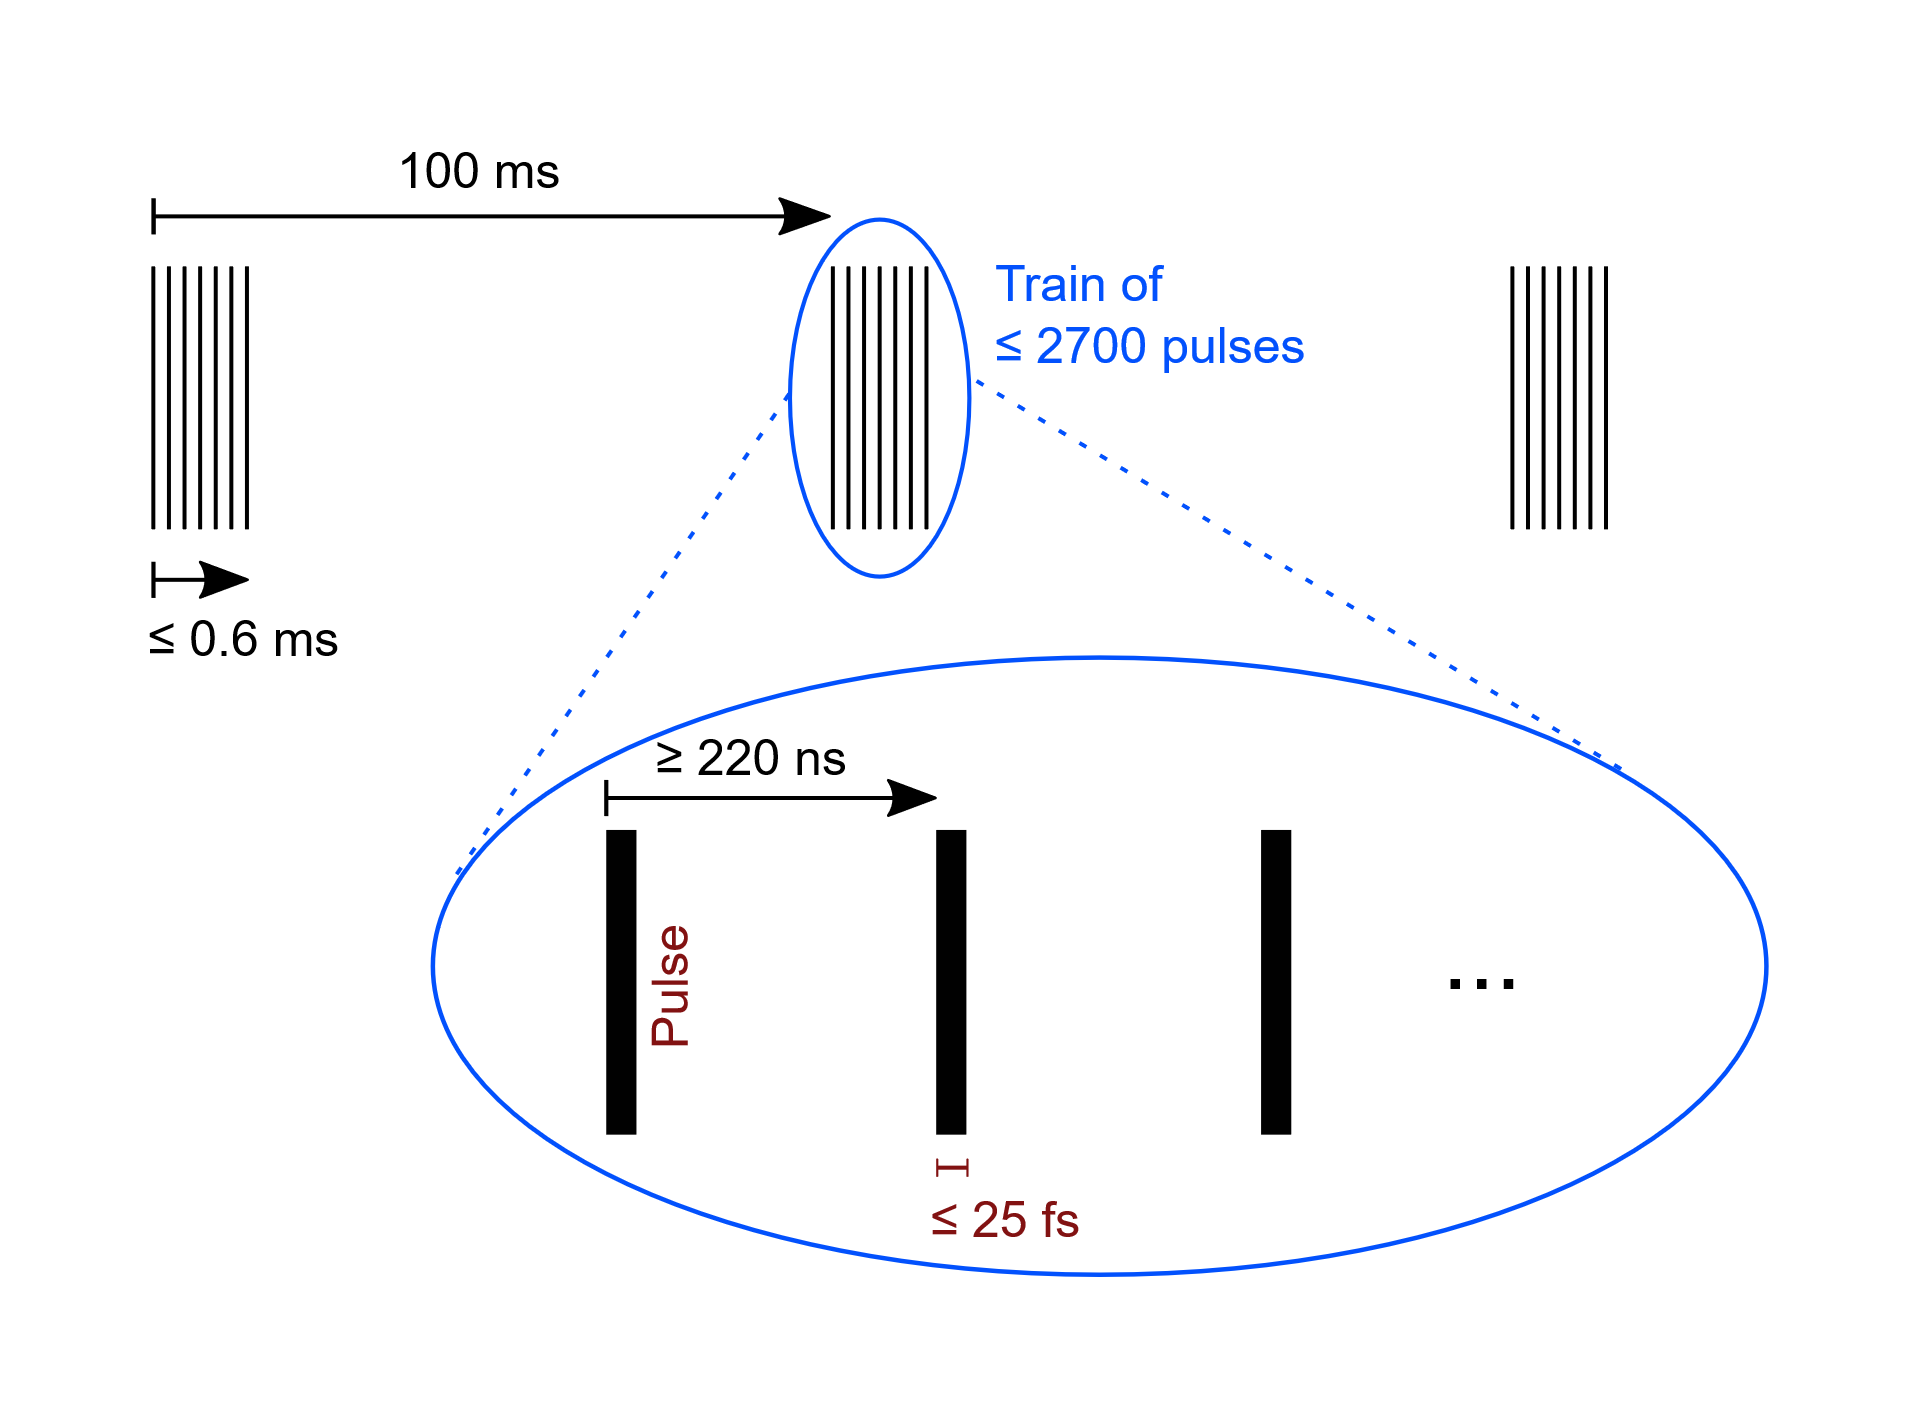 100 ms
Train of
≤ 2700 pulses
≤ 0.6 ms
≥ 220 ns
Pulse
...
≤ 25 fs